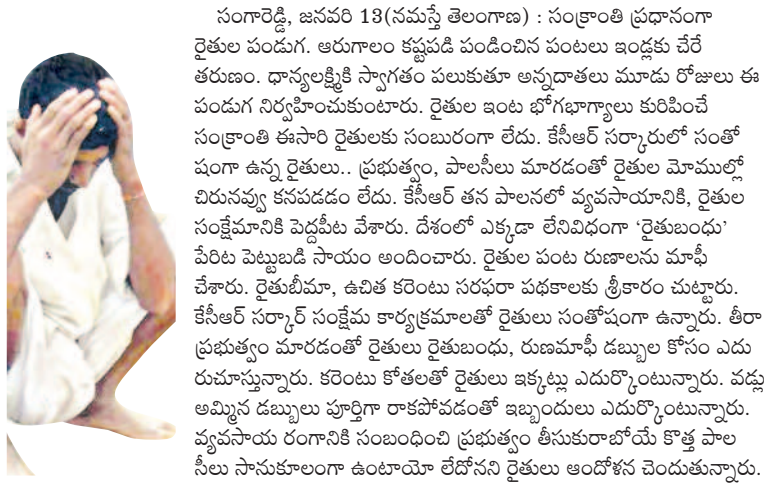 సంగారెడ్డి, జనవరి 13(నమస్తే తెలంగాణ) : సంక్రాంతి ప్రధానంగా
రైతుల పండుగ. ఆరుగాలం కష్టపడి పండించిన పంటలు ఇండ్లకు చేరే
తరుణం. ధాన్యలక్ష్మికి స్వాగతం పలుకుతూ అన్నదాతలు మూడు రోజులు ఈ
పండుగ నిర్వహించుకుంటారు. రైతుల ఇంట భోగభాగ్యాలు కురిపించే
సంక్రాంతి ఈసారి రైతులకు సంబురంగా లేదు. కేసీఆర్ సర్కారులో సంతో
షంగా ఉన్న రైతులు.. ప్రభుత్వం, పాలసీలు మారడంతో రైతుల మోముల్లో
చిరునవ్వు కనపడడం లేదు. కేసీఆర్ తన పాలనలో వ్యవసాయానికి, రైతుల
సంక్షేమానికి పెద్దపీట వేశారు. దేశంలో ఎక్కడా లేనివిధంగా ‘రైతుబంధు’
పేరిట పెట్టుబడి సాయం అందించారు. రైతుల పంట రుణాలను మాఫీ
చేశారు. రైతుబీమా, ఉచిత కరెంటు సరఫరా పథకాలకు శ్రీకారం చుట్టారు.
కేసీఆర్ సర్కార్ సంక్షేమ కార్యక్రమాలతో రైతులు సంతోషంగా ఉన్నారు. తీరా
ప్రభుత్వం మారడంతో రైతులు రైతుబంధు, రుణమాఫీ డబ్బుల కోసం ఎదు
రుచూస్తున్నారు. కరెంటు కోతలతో రైతులు ఇక్కట్లు ఎదుర్కొంటున్నారు. వడ్లు
అమ్మిన డబ్బులు పూర్తిగా రాకపోవడంతో ఇబ్బందులు ఎదుర్కొంటున్నారు.
వ్యవసాయ రంగానికి సంబంధించి ప్రభుత్వం తీసుకురాబోయే కొత్త పాల
సీలు సానుకూలంగా ఉంటాయో లేదోనని రైతులు ఆందోళన చెందుతున్నారు.